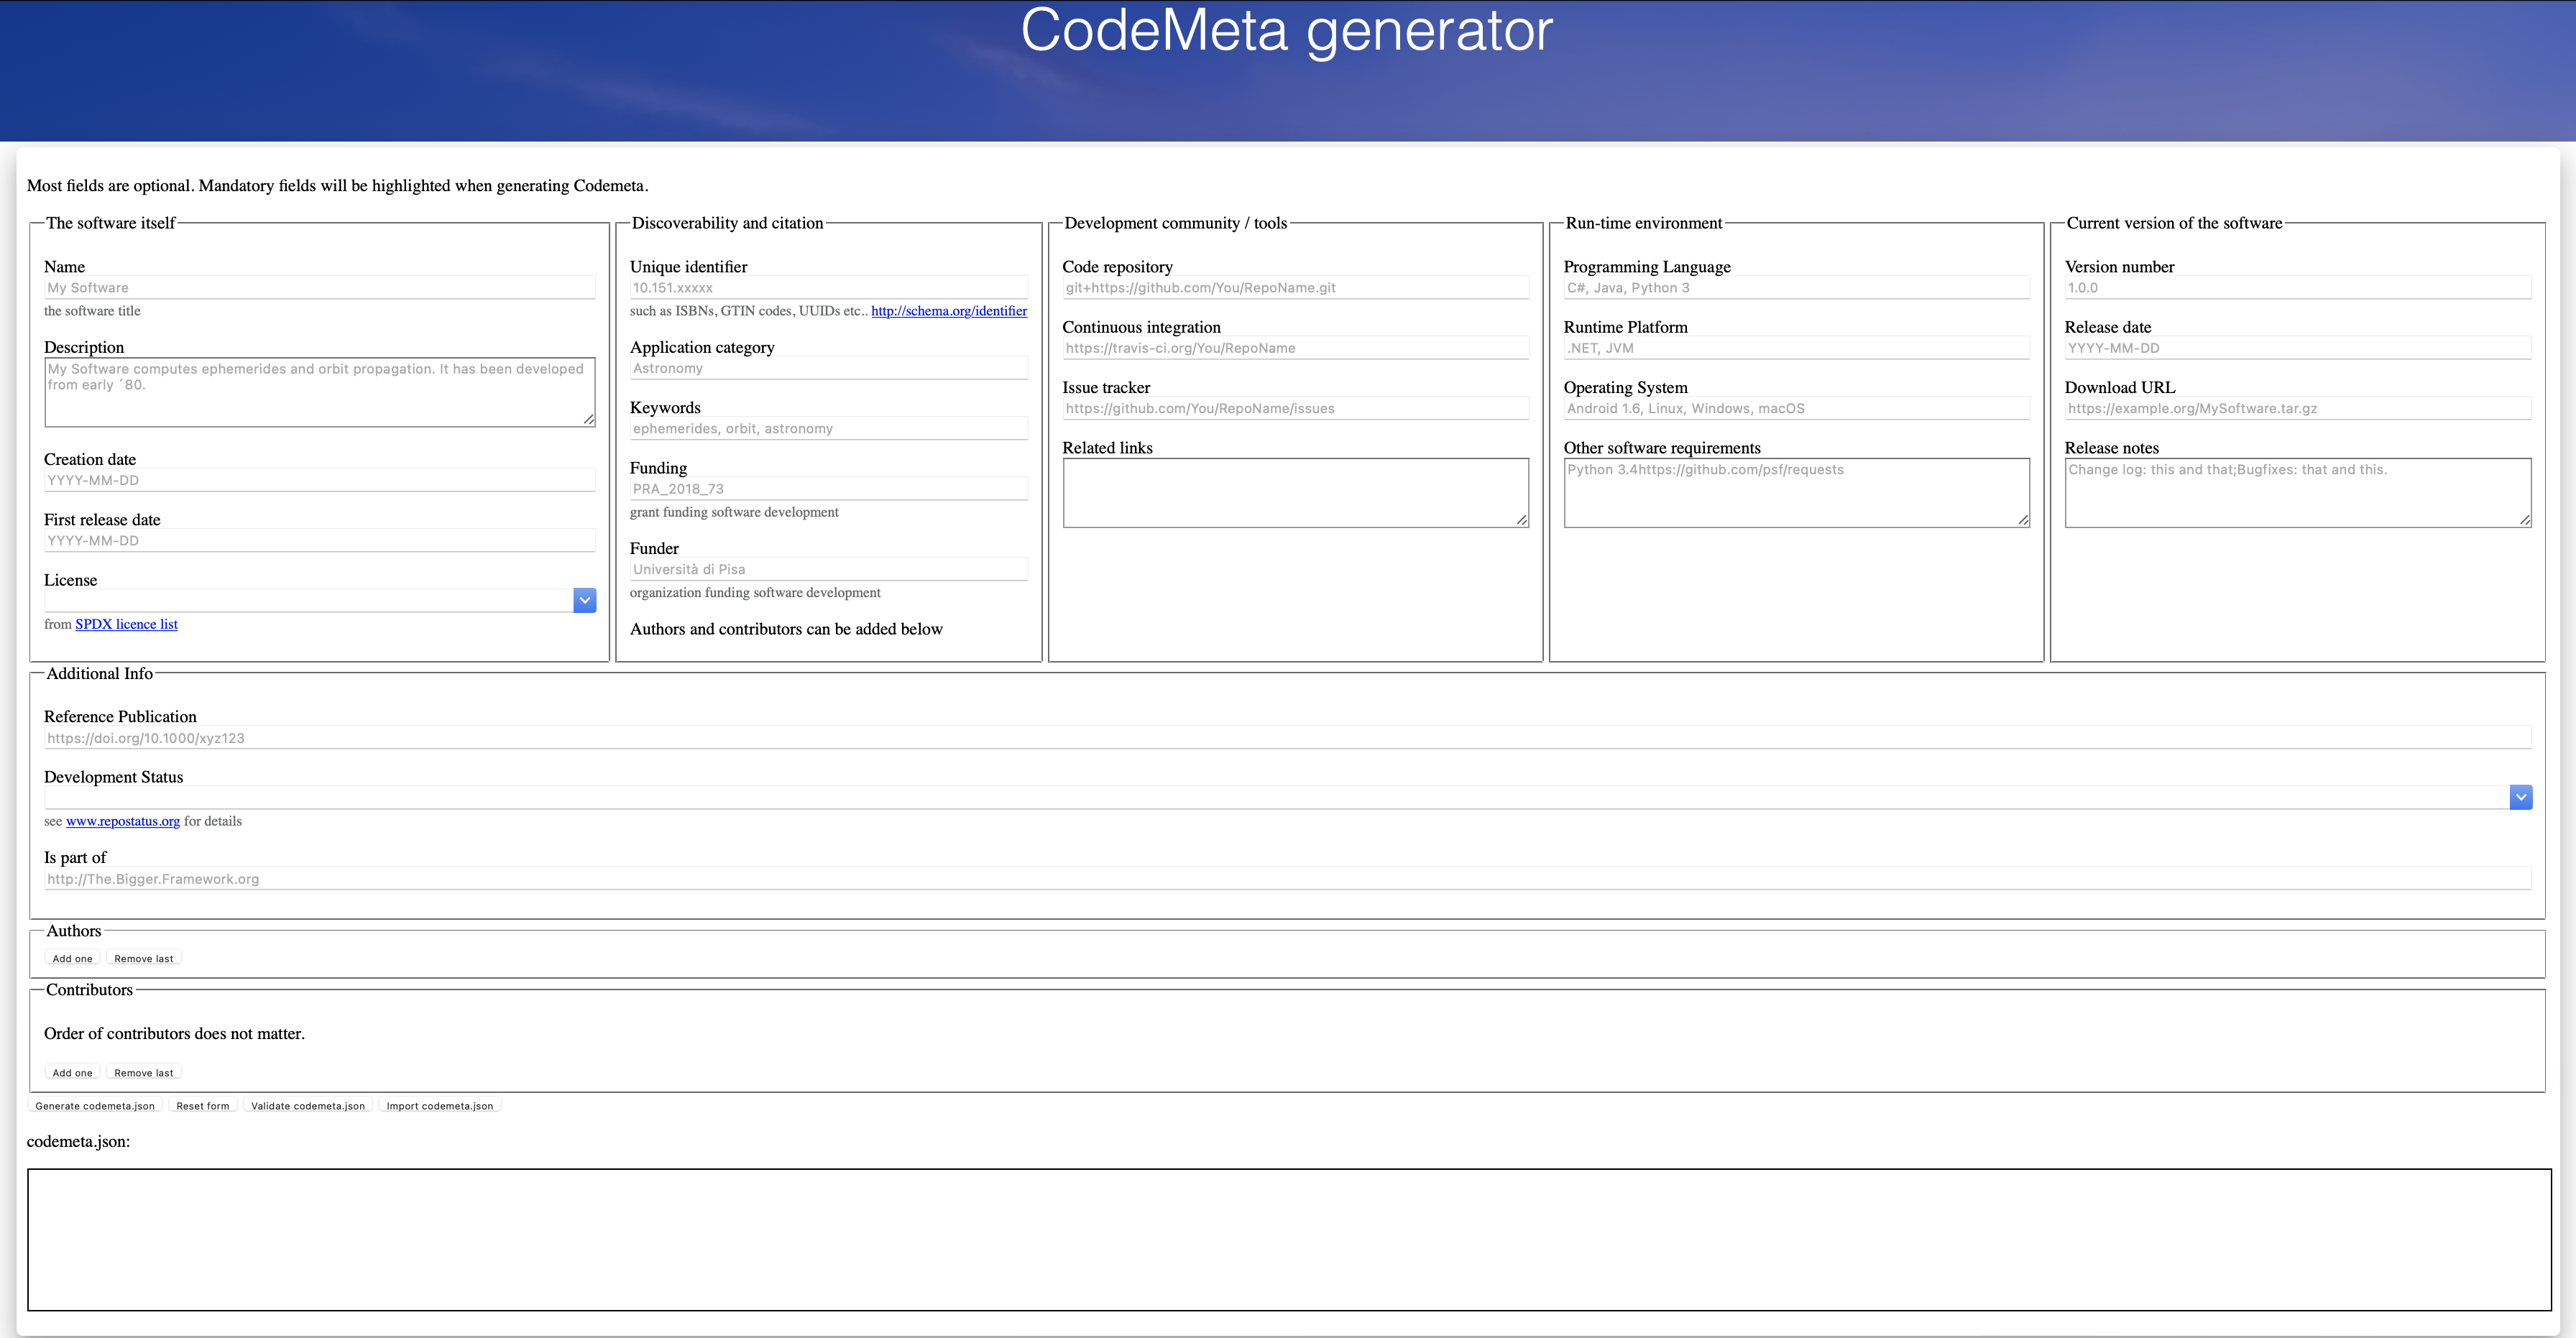 CodeMeta generator
Most fields are optional. Mandatory fields will be highlighted when generating Codemeta.
The software itself
Name
My Software
the software title
Description
My Software computes ephemerides and orbit propagation. It has been developed
from early ´80.
Creation date
YYYY-MM-DD
First release date
YYYY-MM-DD
License
from SPDX licence list
Discoverability and citation
Unique identifier
10.151.xxxxx
such as ISBNs, GTIN codes, UUIDs etc.. http://schema.org/identifier
Application category
Astronomy
Keywords
ephemerides, orbit, astronomy
Funding
PRA_2018_73
grant funding software development
Funder
Università di Pisa
organization funding software development
Authors and contributors can be added below
Development community / tools
Code repository
git+https://github.com/You/RepoName.git
Continuous integration
https://travis-ci.org/You/RepoName
Issue tracker
https://github.com/You/RepoName/issues
Related links
Run-time environment
Programming Language
C#, Java, Python 3
Runtime Platform
.NET, JVM
Operating System
Android 1.6, Linux, Windows, macOS
Other software requirements
Python 3.4https://github.com/psf/requests
Current version of the software
Version number
1.0.0
Release date
YYYY-MM-DD
Download URL
https://example.org/MySoftware.tar.gz
Release notes
Change log: this and that;Bugfixes: that and this.
Additional Info
Reference Publication
https://doi.org/10.1000/xyz123
Development Status
see www.repostatus.org for details
Is part of
http://The.Bigger.Framework.org
Authors
Add one Remove last
Contributors
Order of contributors does not matter.
Add one Remove last
Generate codemeta.json Reset form Validate codemeta.json Import codemeta.json
codemeta.json: